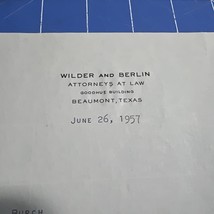 WILDER AND BERLIN
ATTORNEYS AT LAW
GOODHUE BUILDING
BEAUMONT, TEXAS
JUNE 26, 1957